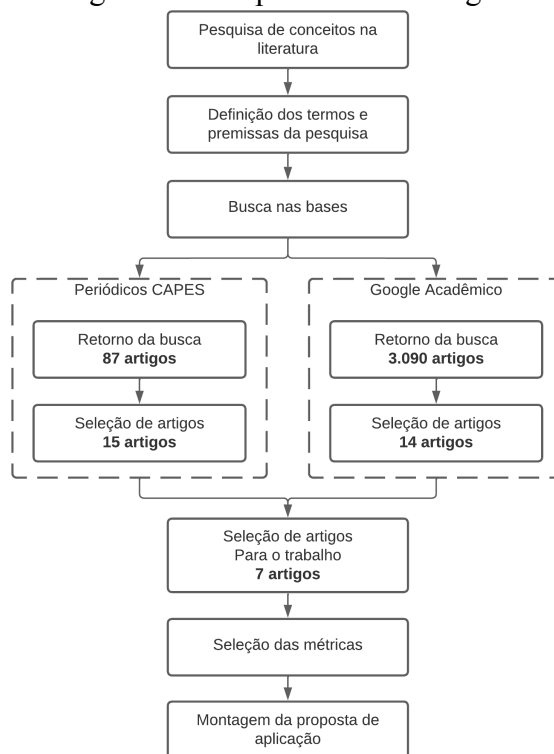 Pesquisa de conceitos na
literatura
Definição dos termos e
premissas da pesquisa
Busca nas bases
Periódicos CAPES
Retorno da busca
87 artigos
Seleção de artigos
15 artigos
Google Acadêmico
Retorno da busca
3.090 artigos
Seleção de artigos
14 artigos
Seleção de artigos
Para o trabalho
7 artigos
Seleção das métricas
Montagem da proposta de
aplicação